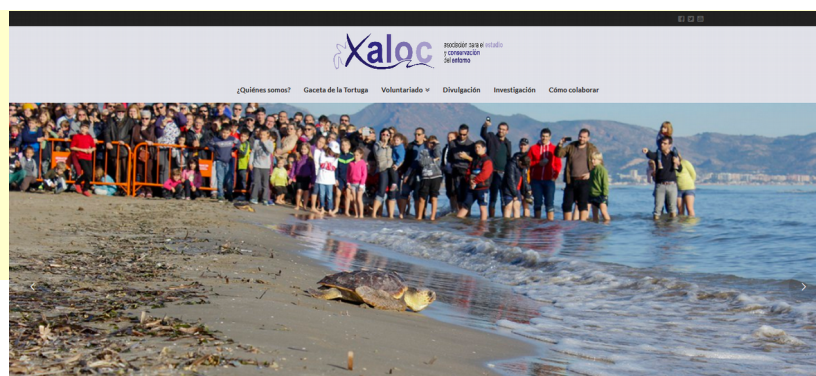 Xaloc
asociación para el estudio
y conservación
del entorno
¿Quiénes somos? Gaceta de la Tortuga Voluntariado Divulgación Investigación Cómo colaborar